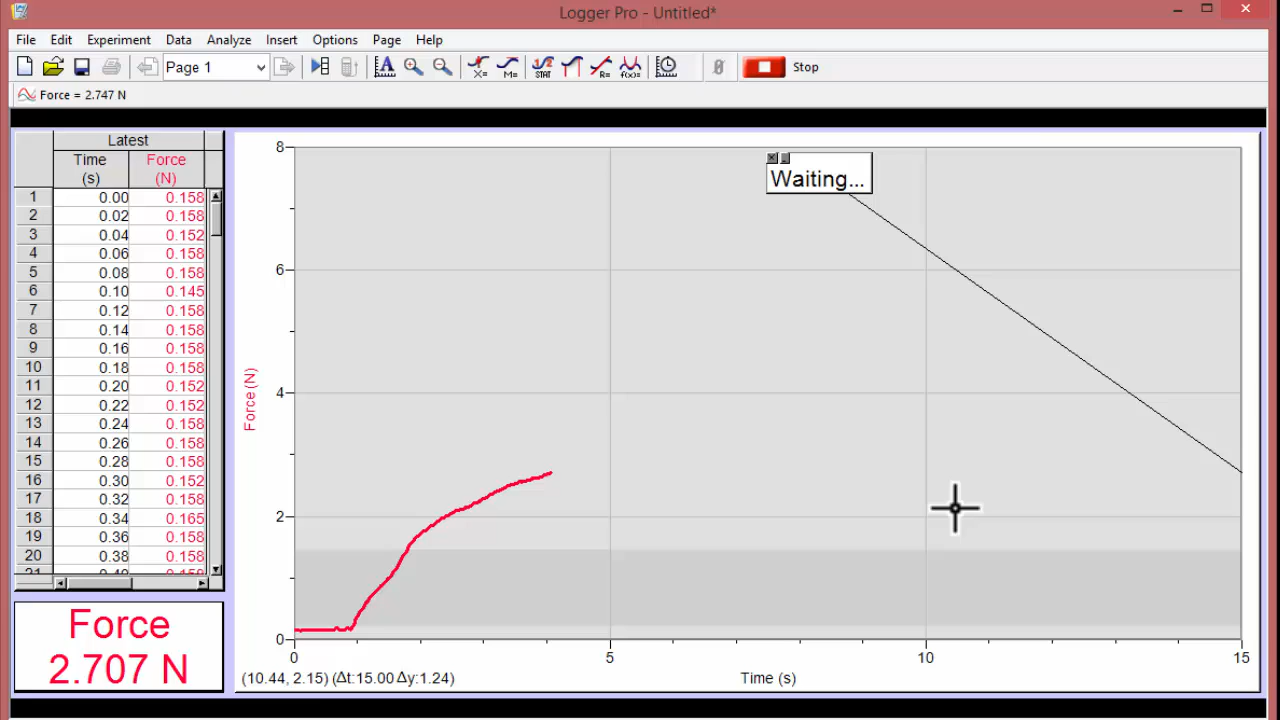 Logger Pro - Untitled*
File Edit Experiment Data Analyze Insert Options Page Help
Page 1
X=
M=
STAT
R=
f(x)=
Stop
Force = 2.747 N
Latest
Time Force
(s) (N)
1 0.00 0.158
2 0.02 0.158
3 0.04 0.152
4 0.06 0.158
5 0.08 0.158
6 0.10 0.145
7 0.12 0.158
8 0.14 0.158
9 0.16 0.158
10 0.18 0.158
11 0.20 0.152
12 0.22 0.152
13 0.24 0.158
14 0.26 0.158
15 0.28 0.158
16 0.30 0.152
17 0.32 0.158
18 0.34 0.165
19 0.36 0.158
20 0.38 0.158
21 0.40 0.158
Force
2.707 N
Waiting...
8
6
4
2
0
Force (N)
0 5 10 15
(10.44, 2.15) (Δt:15.00 Δy:1.24)
Time (s)